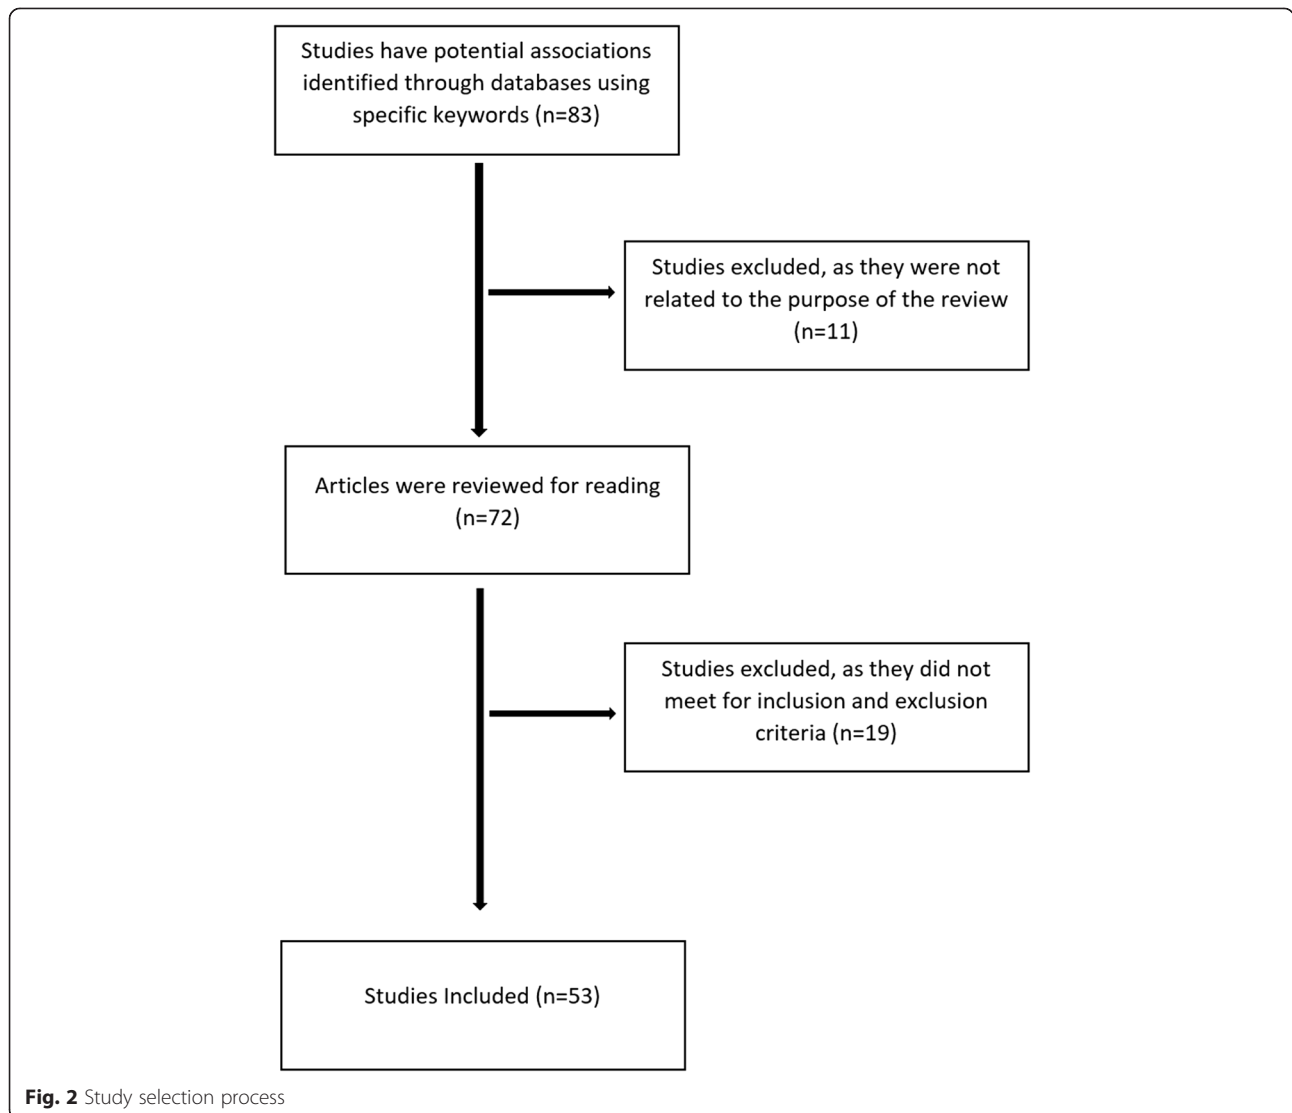 Studies have potential associations
identified through databases using
specific keywords (n=83)
Studies excluded, as they were not
related to the purpose of the review
(n=11)
Articles were reviewed for reading
(n=72)
Studies excluded, as they did not
meet for inclusion and exclusion
criteria (n=19)
Studies Included (n=53)
Fig. 2 Study selection process